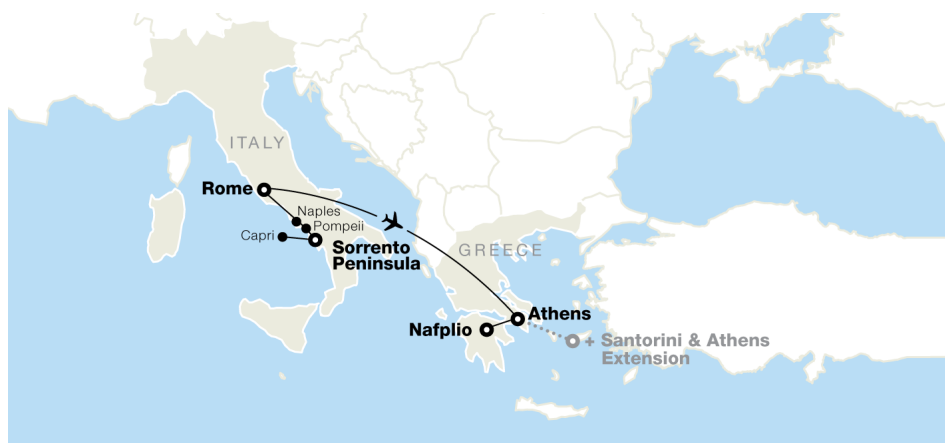 ITALY
Rome
Naples
Pompeii
Capri
Sorrento
Peninsula
GREECE
Athens
Nafplio
+ Santorini & Athens
Extension